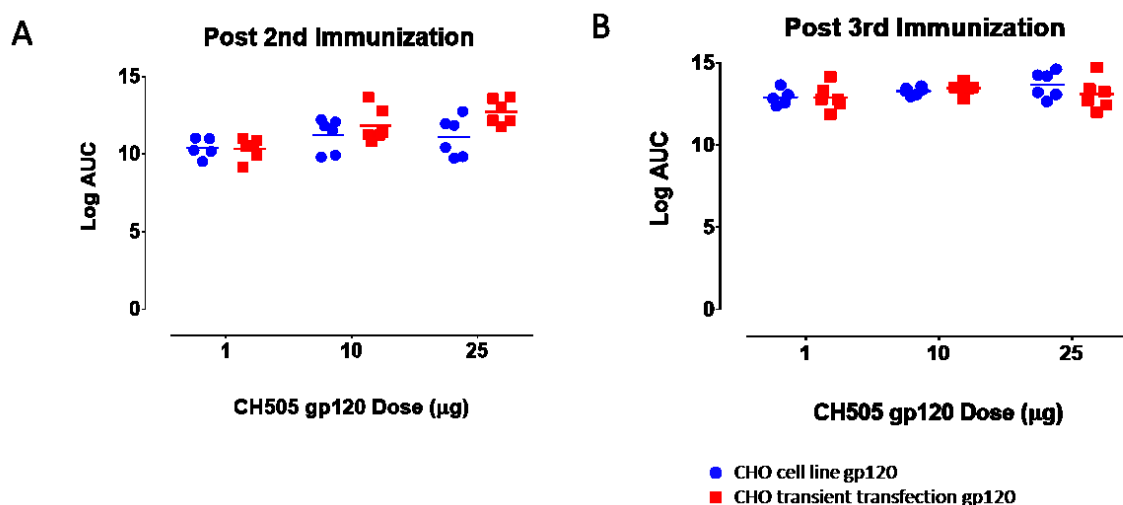 A
Post 2nd Immunization
Log AUC
15
10
5
0
1 10 25
CH505 gp120 Dose (µg)
B
Post 3rd Immunization
Log AUC
15
10
5
0
1 10 25
CH505 gp120 Dose (µg)
CHO cell line gp120
CHO transient transfection gp120